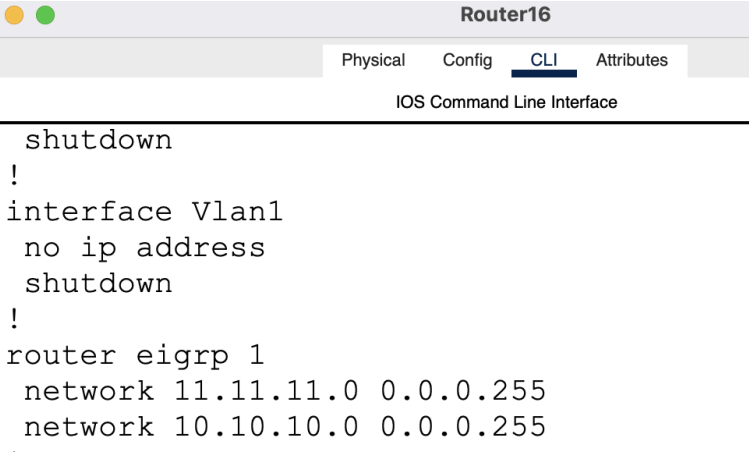 Router16
Physical Config CLI Attributes
IOS Command Line Interface
shutdown
!
interface Vlan1
no ip address
shutdown
!
router eigrp 1
network 11.11.11.0 0.0.0.255
network 10.10.10.0 0.0.0.255